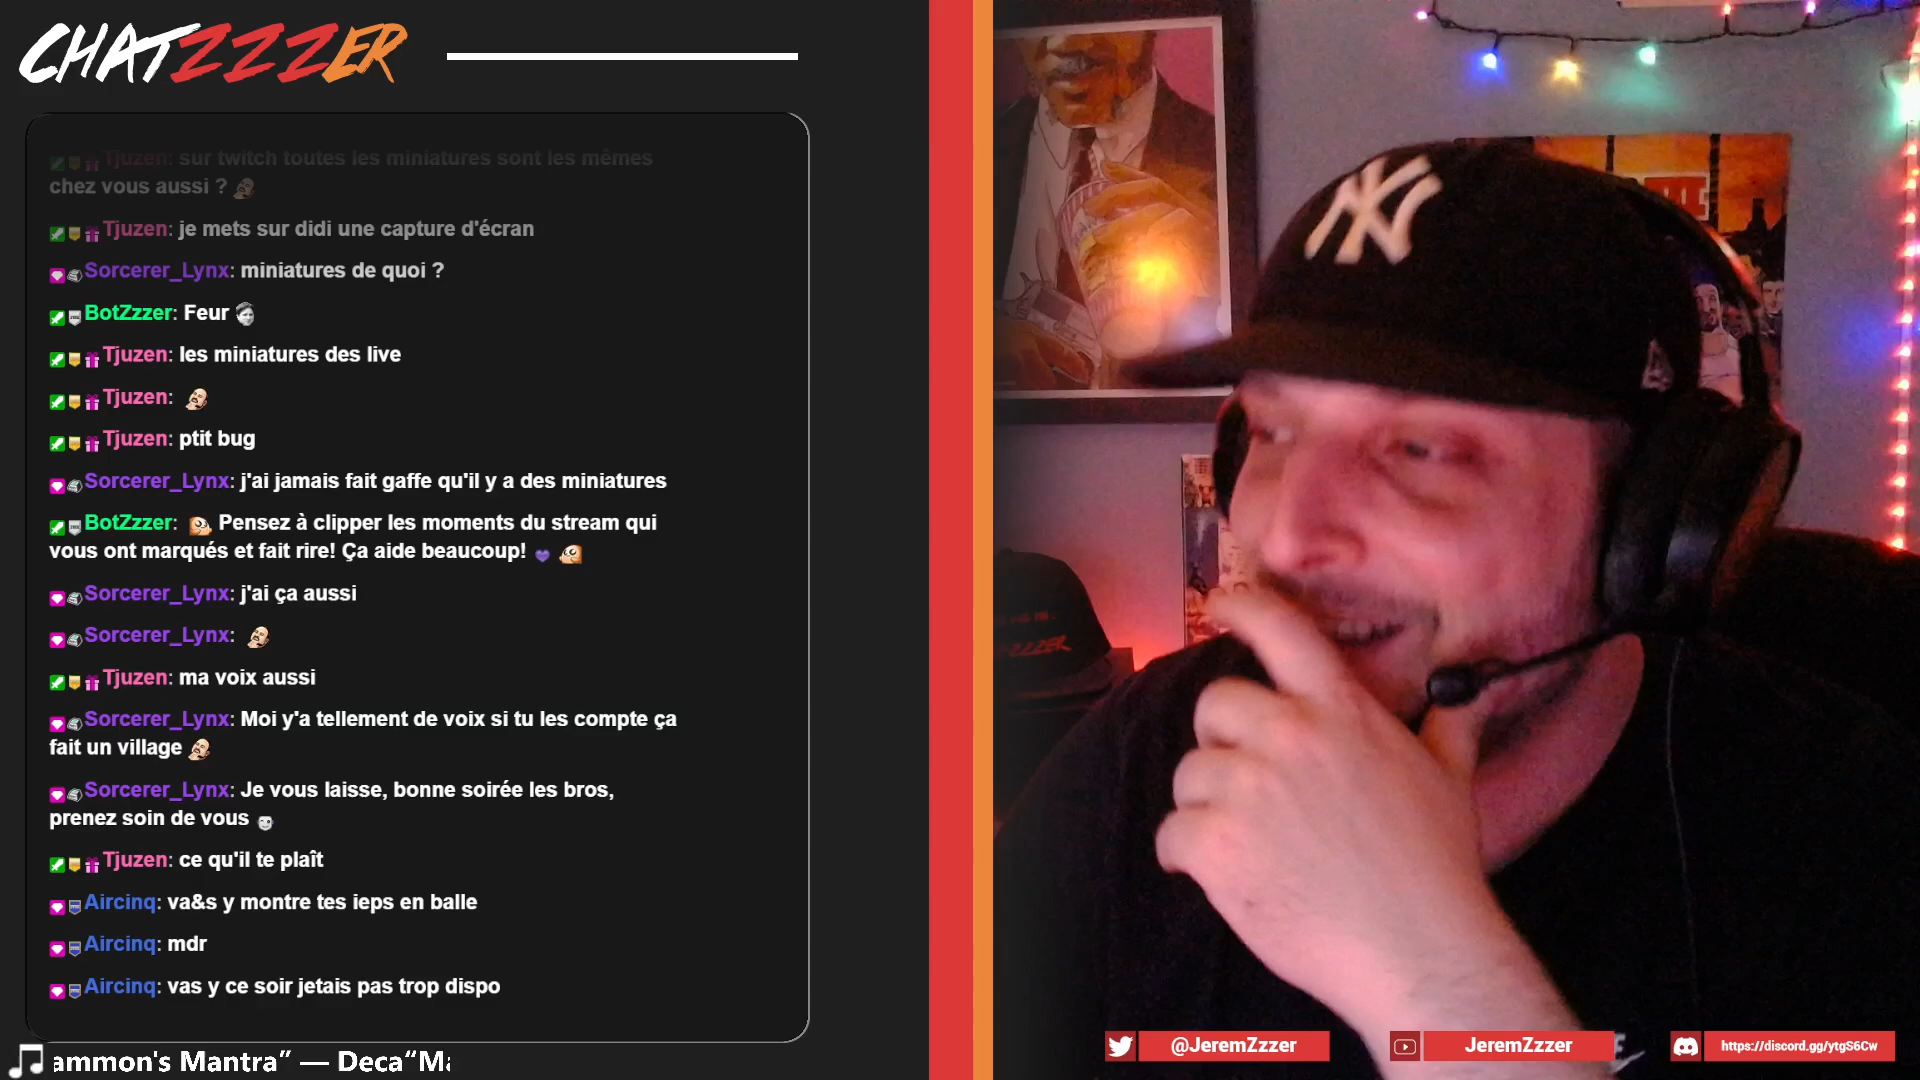 CHATZZZER
Tjuzen: sur twitch toutes les miniatures sont les mêmes
chez vous aussi ?
Tjuzen: je mets sur didi une capture d'écran
Sorcerer_Lynx: miniatures de quoi ?
BotZzzer: Feur
Tjuzen: les miniatures des live
Tjuzen:
Tjuzen: ptit bug
Sorcerer_Lynx: j'ai jamais fait gaffe qu'il y a des miniatures
BotZzzer: Pensez à clipper les moments du stream qui
vous ont marqués et fait rire! Ça aide beaucoup!
Sorcerer_Lynx: j'ai ça aussi
Sorcerer_Lynx:
Tjuzen: ma voix aussi
Sorcerer_Lynx: Moi y'a tellement de voix si tu les compte ça
fait un village
Sorcerer_Lynx: Je vous laisse, bonne soirée les bros,
prenez soin de vous
Tjuzen: ce qu'il te plaît
Aircinq: va&s y montre tes ieps en balle
Aircinq: mdr
Aircinq: vas y ce soir jetais pas trop dispo
ammon's Mantra” — Deca“Ma
NY
ZZZER
@JeremZzzer
JeremZzzer
https://discord.gg/ytgS6Cw